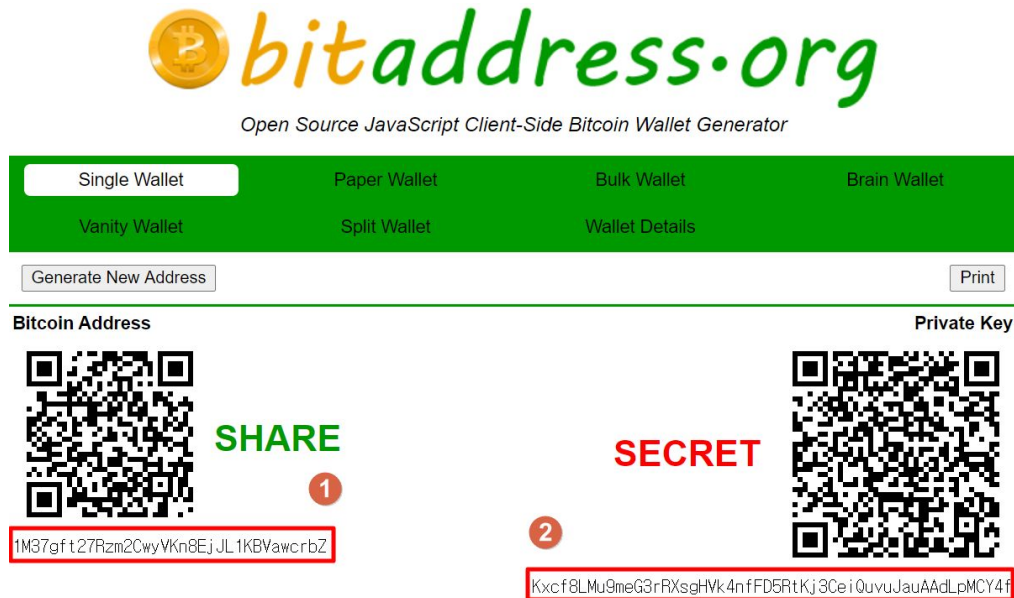 bitaddress.org
Open Source JavaScript Client-Side Bitcoin Wallet Generator
Single Wallet
Paper Wallet
Bulk Wallet
Brain Wallet
Vanity Wallet
Split Wallet
Wallet Details
Generate New Address
Print
Bitcoin Address
Private Key
SHARE
SECRET
1
2
1M37gft27Rzm2CwyVKn8EjJL1KBVawcrbZ
Kxcf8LMu9meG3rRXsgHVk4nfFD5RtKj3CeiQuvuJauAAdLpMCY4f